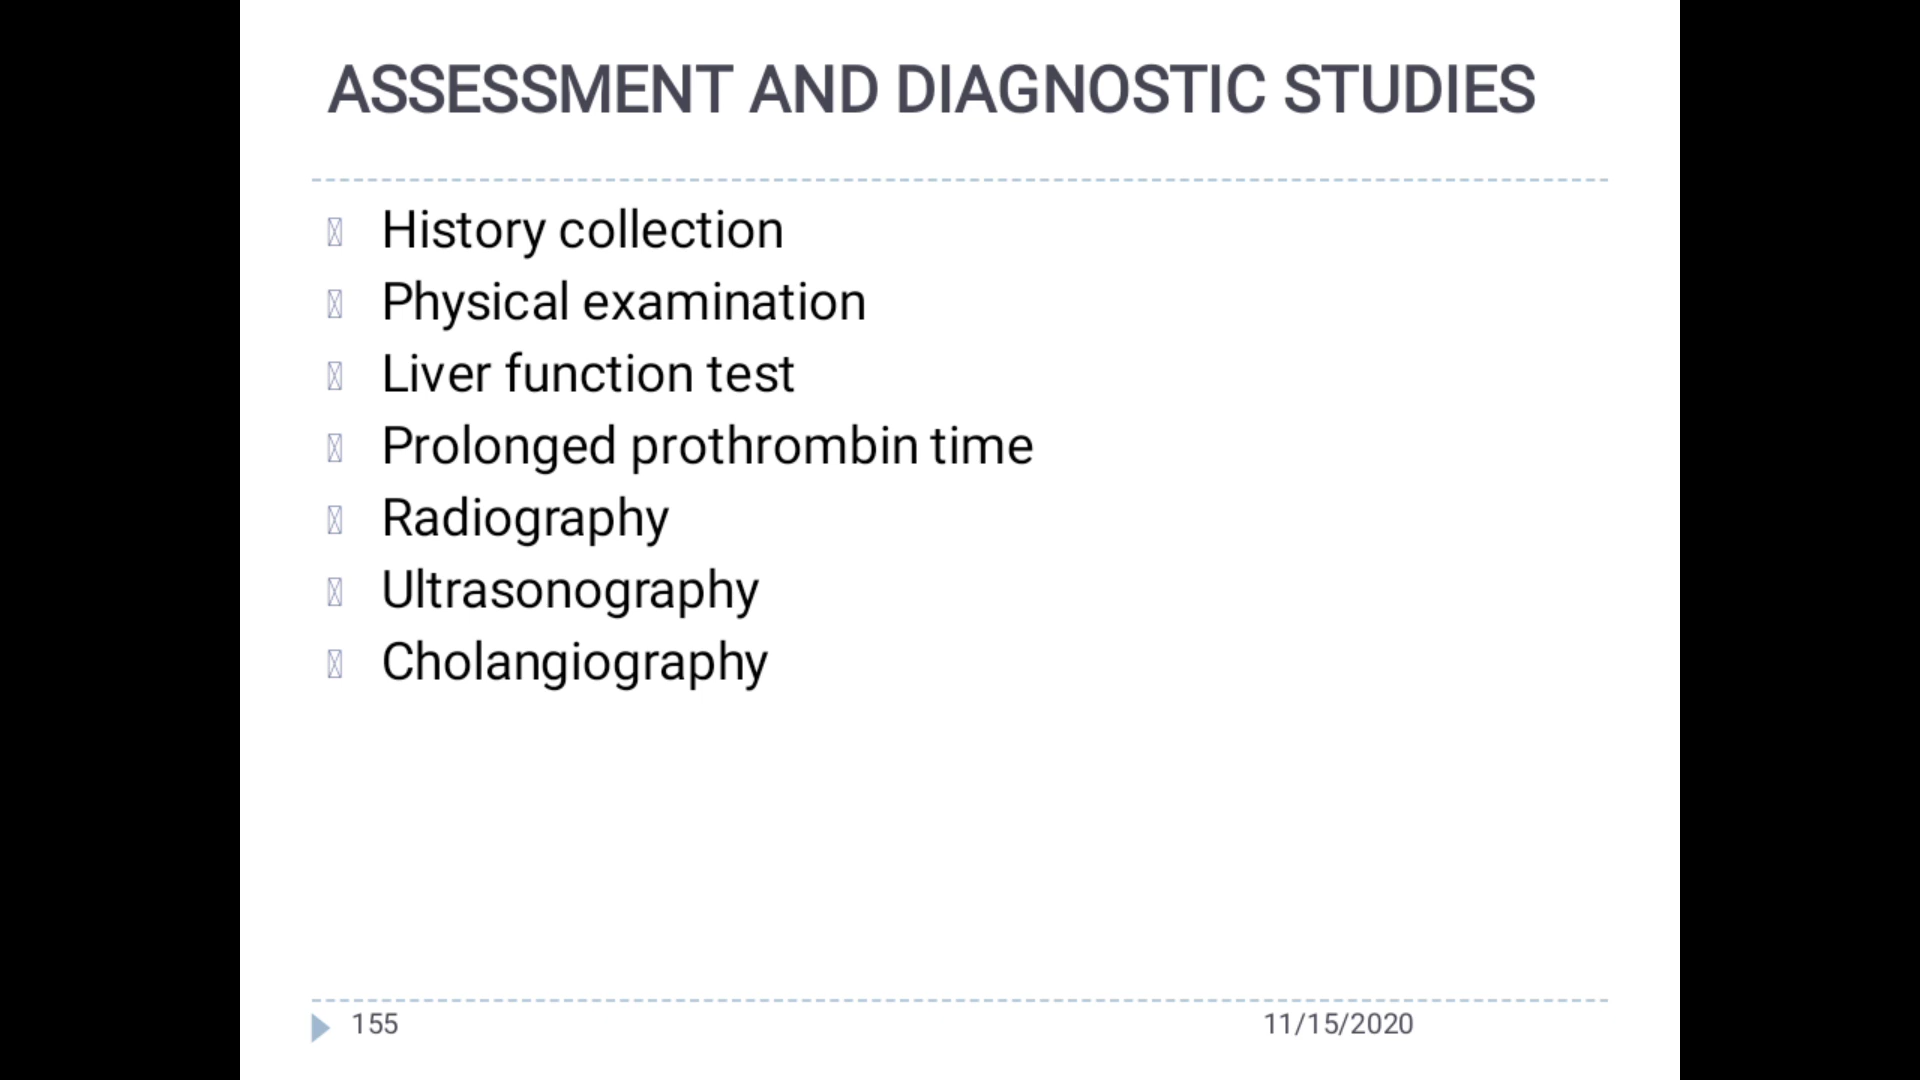 ASSESSMENT AND DIAGNOSTIC STUDIES
History collection
Physical examination
Liver function test
Prolonged prothrombin time
Radiography
Ultrasonography
Cholangiography
155
11/15/2020